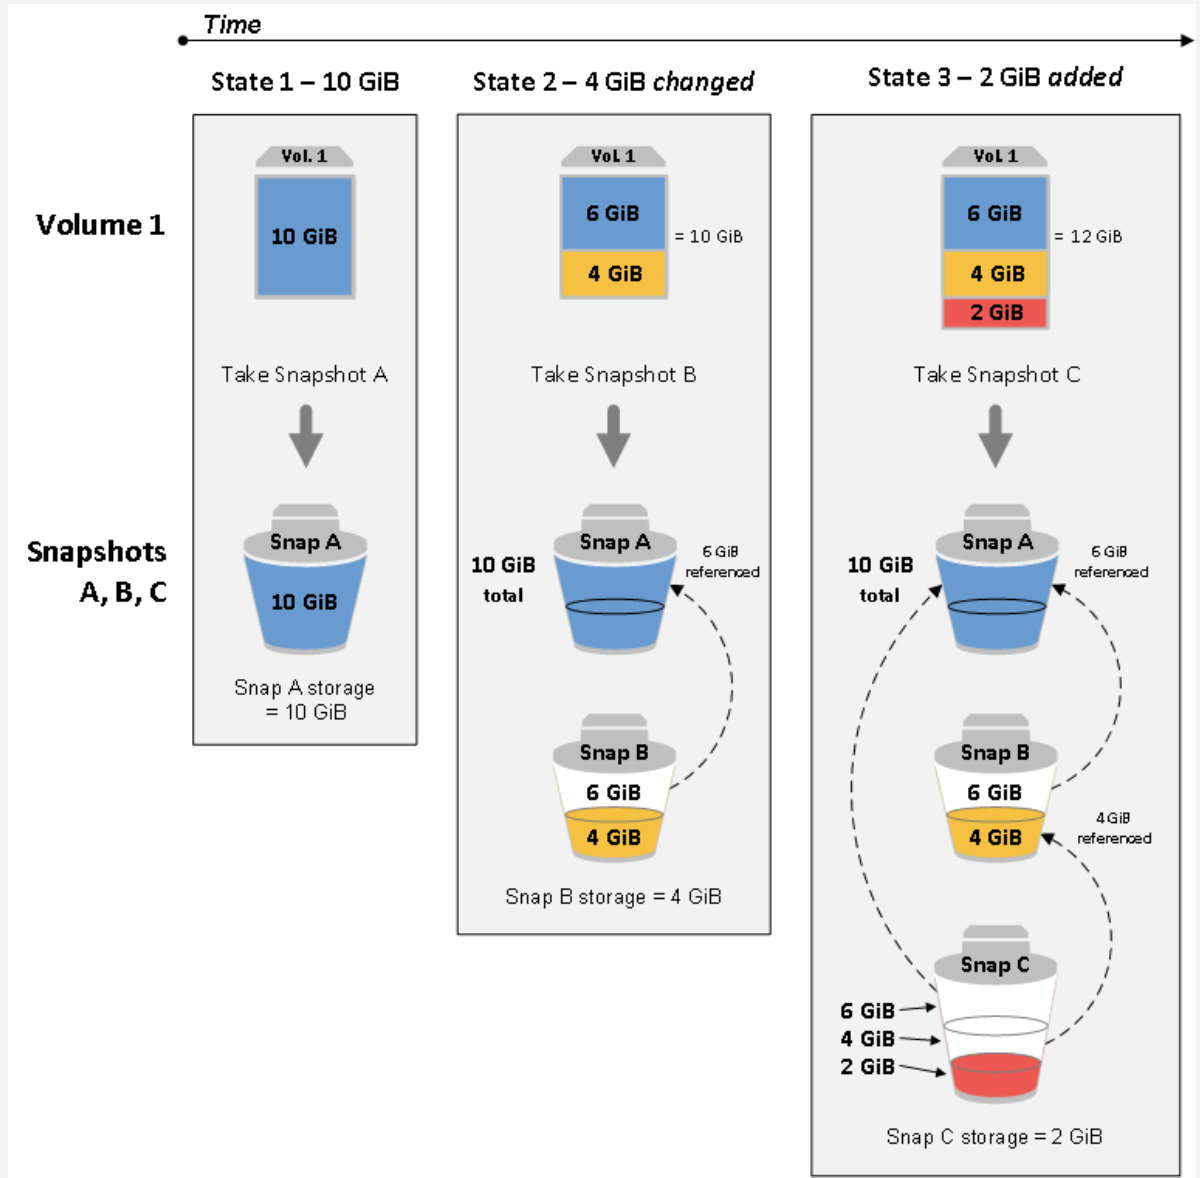 Time
State 1 – 10 GiB
State 2 – 4 GiB changed
State 3 – 2 GiB added
Volume 1
Vol. 1
10 GiB
Take Snapshot A
Vol. 1
6 GiB
4 GiB
= 10 GiB
Take Snapshot B
Vol. 1
6 GiB
4 GiB
2 GiB
= 12 GiB
Take Snapshot C
Snapshots
A, B, C
Snap A
10 GiB
Snap A storage
= 10 GiB
10 GiB
total
Snap A
6 GiB
referenced
Snap B
6 GiB
4 GiB
Snap B storage = 4 GiB
10 GiB
total
Snap A
6 GiB
referenced
Snap B
6 GiB
4 GiB
4 GiB
referenced
Snap C
6 GiB
4 GiB
2 GiB
Snap C storage = 2 GiB